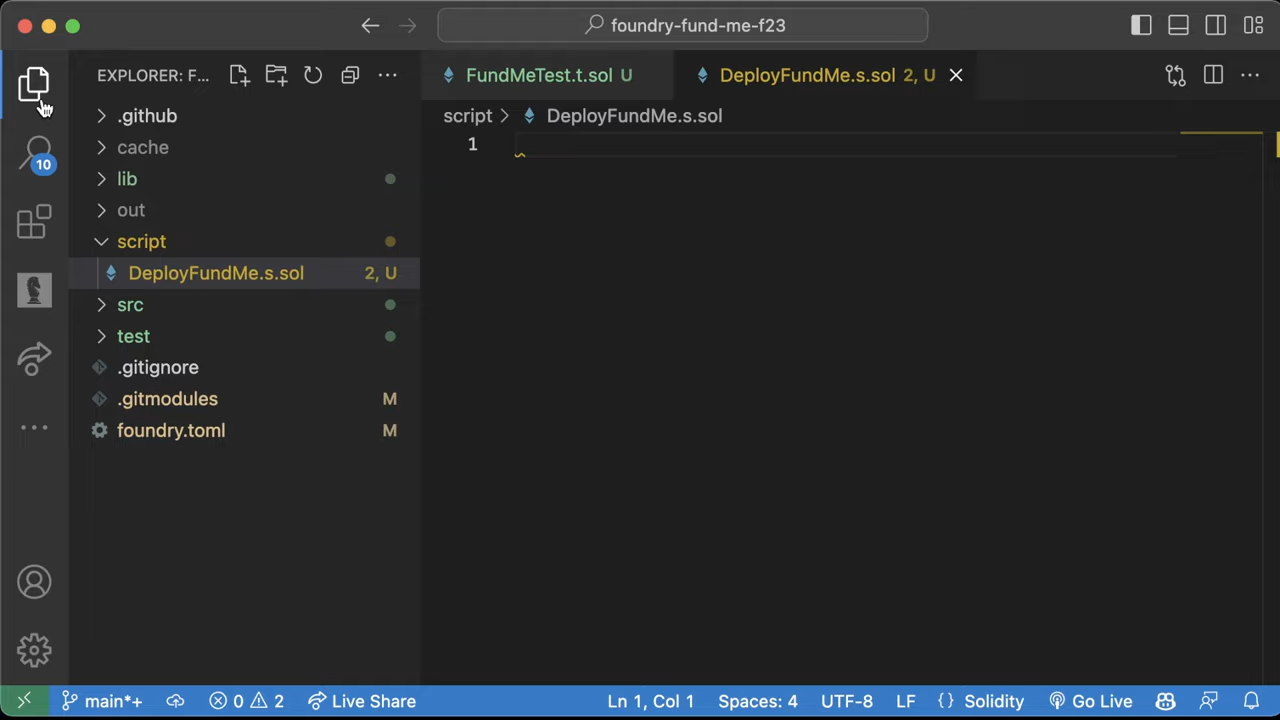 foundry-fund-me-f23
EXPLORER: F...
FundMeTest.t.sol U
DeployFundMe.s.sol 2, U
script > DeployFundMe.s.sol
1
10
.github
cache
lib
out
script
DeployFundMe.s.sol 2, U
src
test
.gitignore
.gitmodules M
foundry.toml M
main*+ 0 2 Live Share Ln 1, Col 1 Spaces: 4 UTF-8 LF {} Solidity Go Live